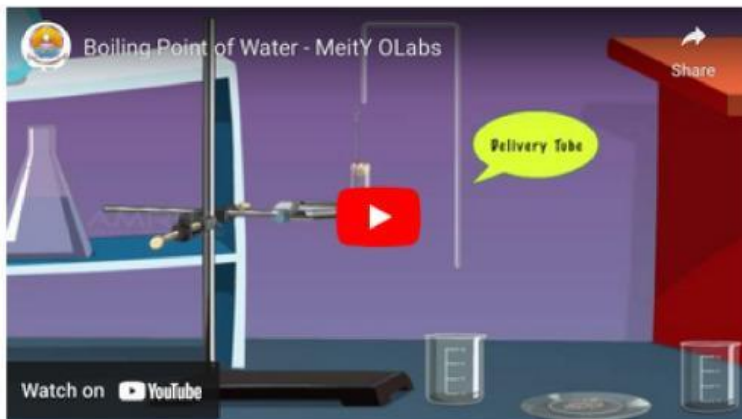 Boiling Point of Water - MeitY OLabs
Share
Delivery Tube
Watch on YouTube